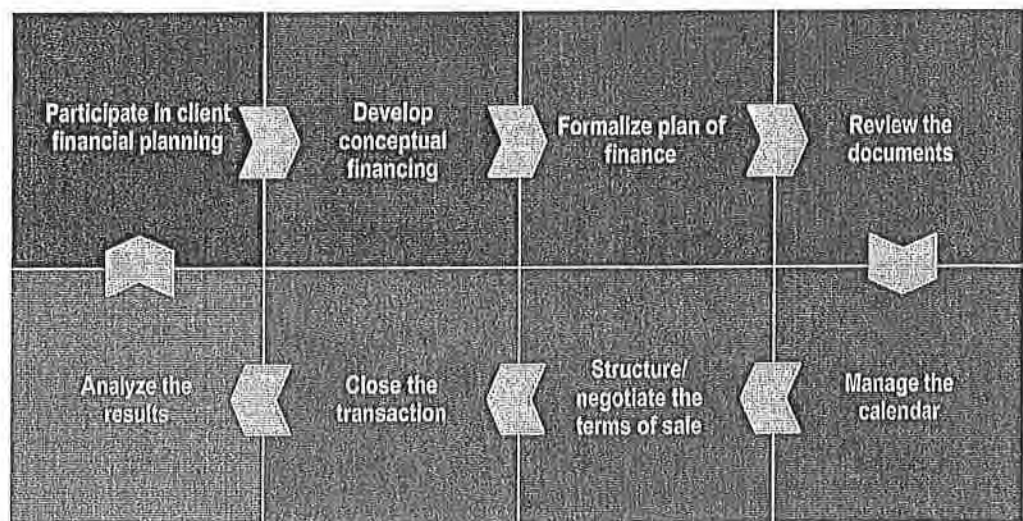 Participate in client
financial planning
Develop
conceptual
financing
Formalize plan of
finance
Review the
documents
Manage the
calendar
Structure/
negotiate the
terms of sale
Close the
transaction
Analyze the
results